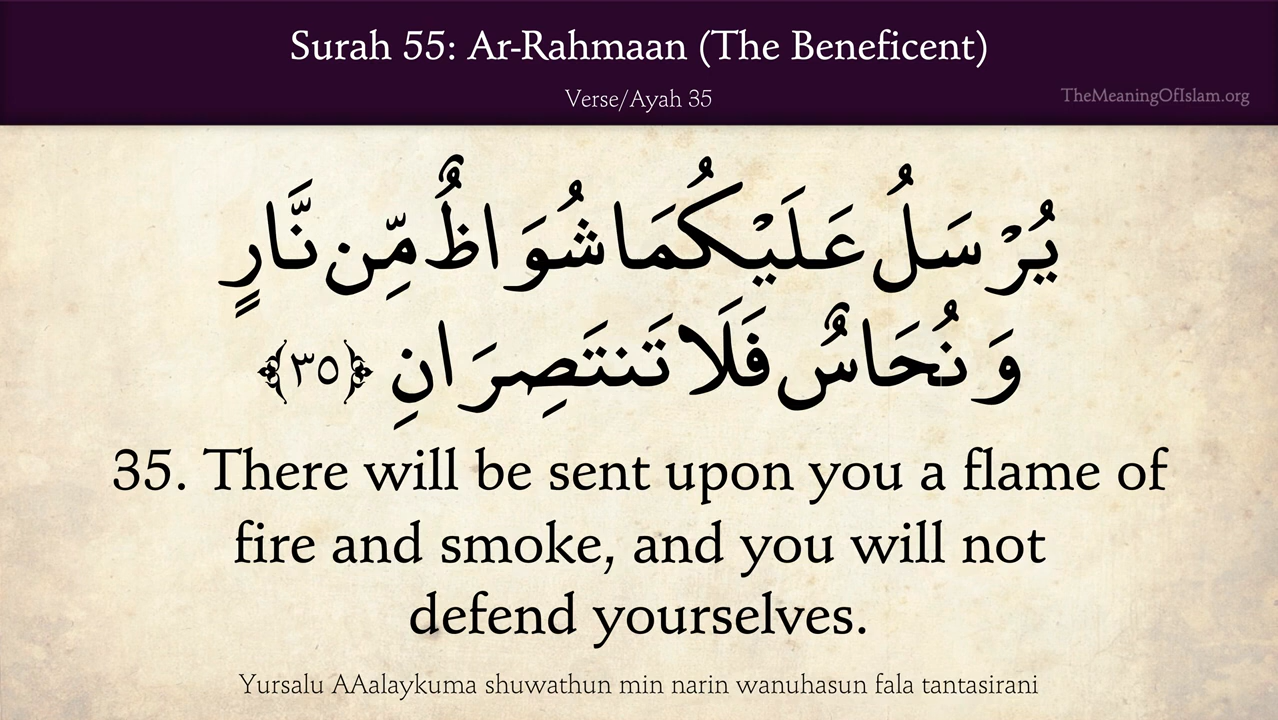 Surah 55: Ar-Rahmaan (The Beneficent)
Verse/Ayah 35
TheMeaningOfIslam.org
يُرْسَلُ عَلَيْكُمَا شُوَاظٌ مِّن نَّارٍ
وَنُحَاسٌ فَلَا تَنتَصِرَانِ ﴿٣٥﴾
35. There will be sent upon you a flame of
fire and smoke, and you will not
defend yourselves.
Yursalu AAalaykuma shuwathun min narin wanuhasun fala tantasirani